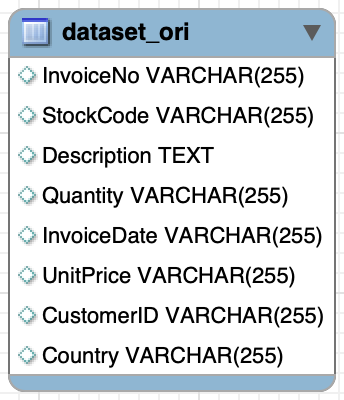 dataset_ori
InvoiceNo VARCHAR(255)
StockCode VARCHAR(255)
Description TEXT
Quantity VARCHAR(255)
InvoiceDate VARCHAR(255)
UnitPrice VARCHAR(255)
CustomerID VARCHAR(255)
Country VARCHAR(255)